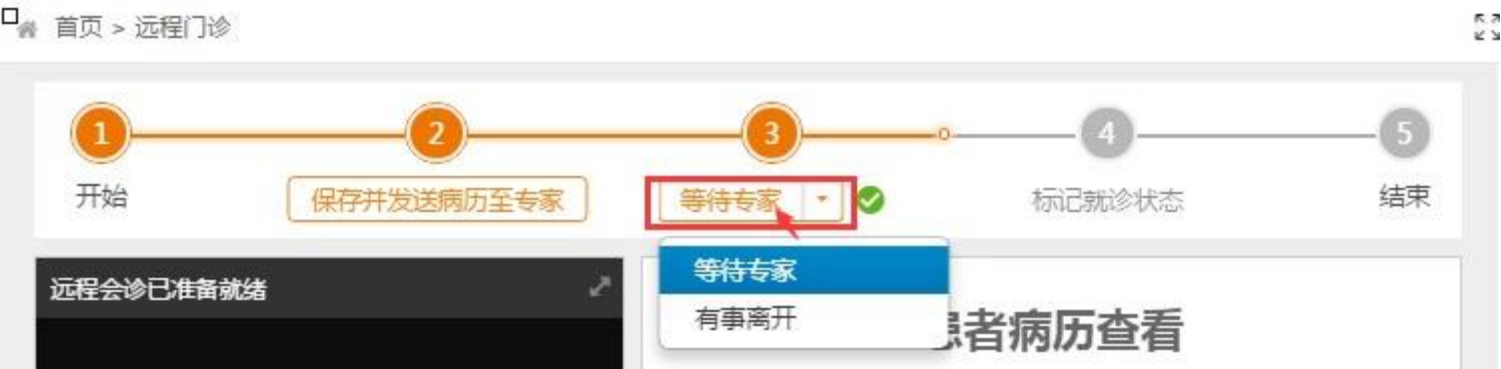 首页 > 远程门诊
1 2 3 4 5
开始 保存并发送病历至专家 等待专家 标记就诊状态 结束
远程会诊已准备就绪
等待专家
有事离开
患者病历查看